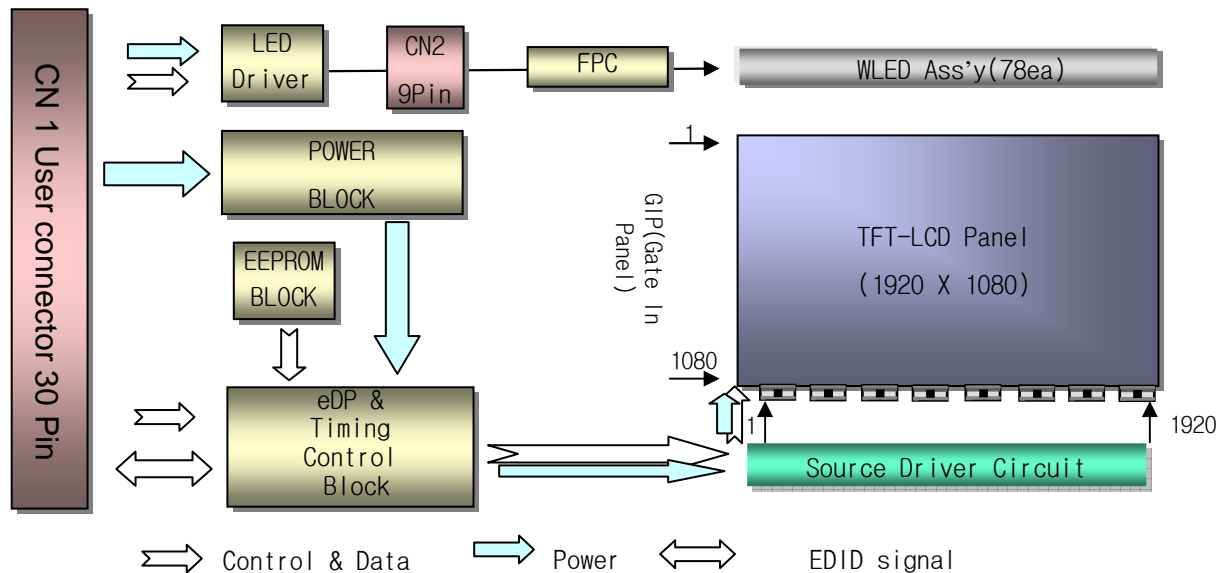 CN 1 User connector 30 Pin
LED
Driver
CN2
9Pin
FPC
WLED Ass'y(78ea)
POWER
BLOCK
EEPROM
BLOCK
eDP &
Timing
Control
Block
1
GIP(Gate In
Panel)
1080
TFT-LCD Panel
(1920 X 1080)
1
1920
Source Driver Circuit
Control & Data
Power
EDID signal